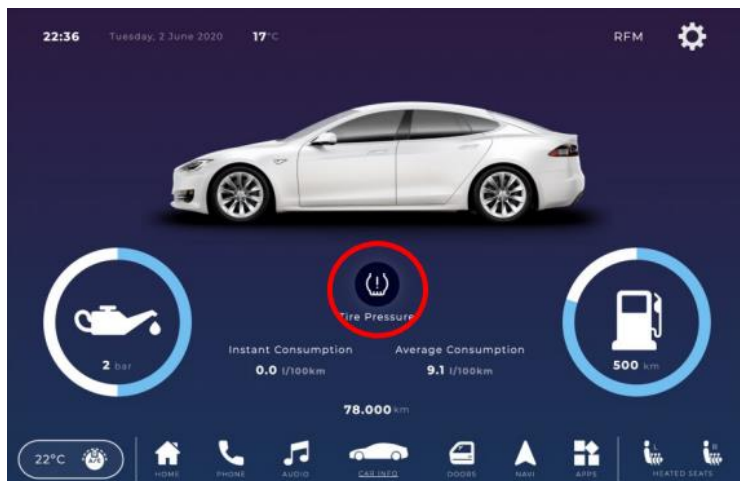 22:36 Tuesday, 2 June 2020 17°C RFM
Tire Pressure
Instant Consumption Average Consumption
2 bar 0.0 l/100km 9.1 l/100km 500 km
78.000 km
22°C A/C
HOME PHONE AUDIO CAR INFO DOORS NAVI APPS L R HEATED SEATS